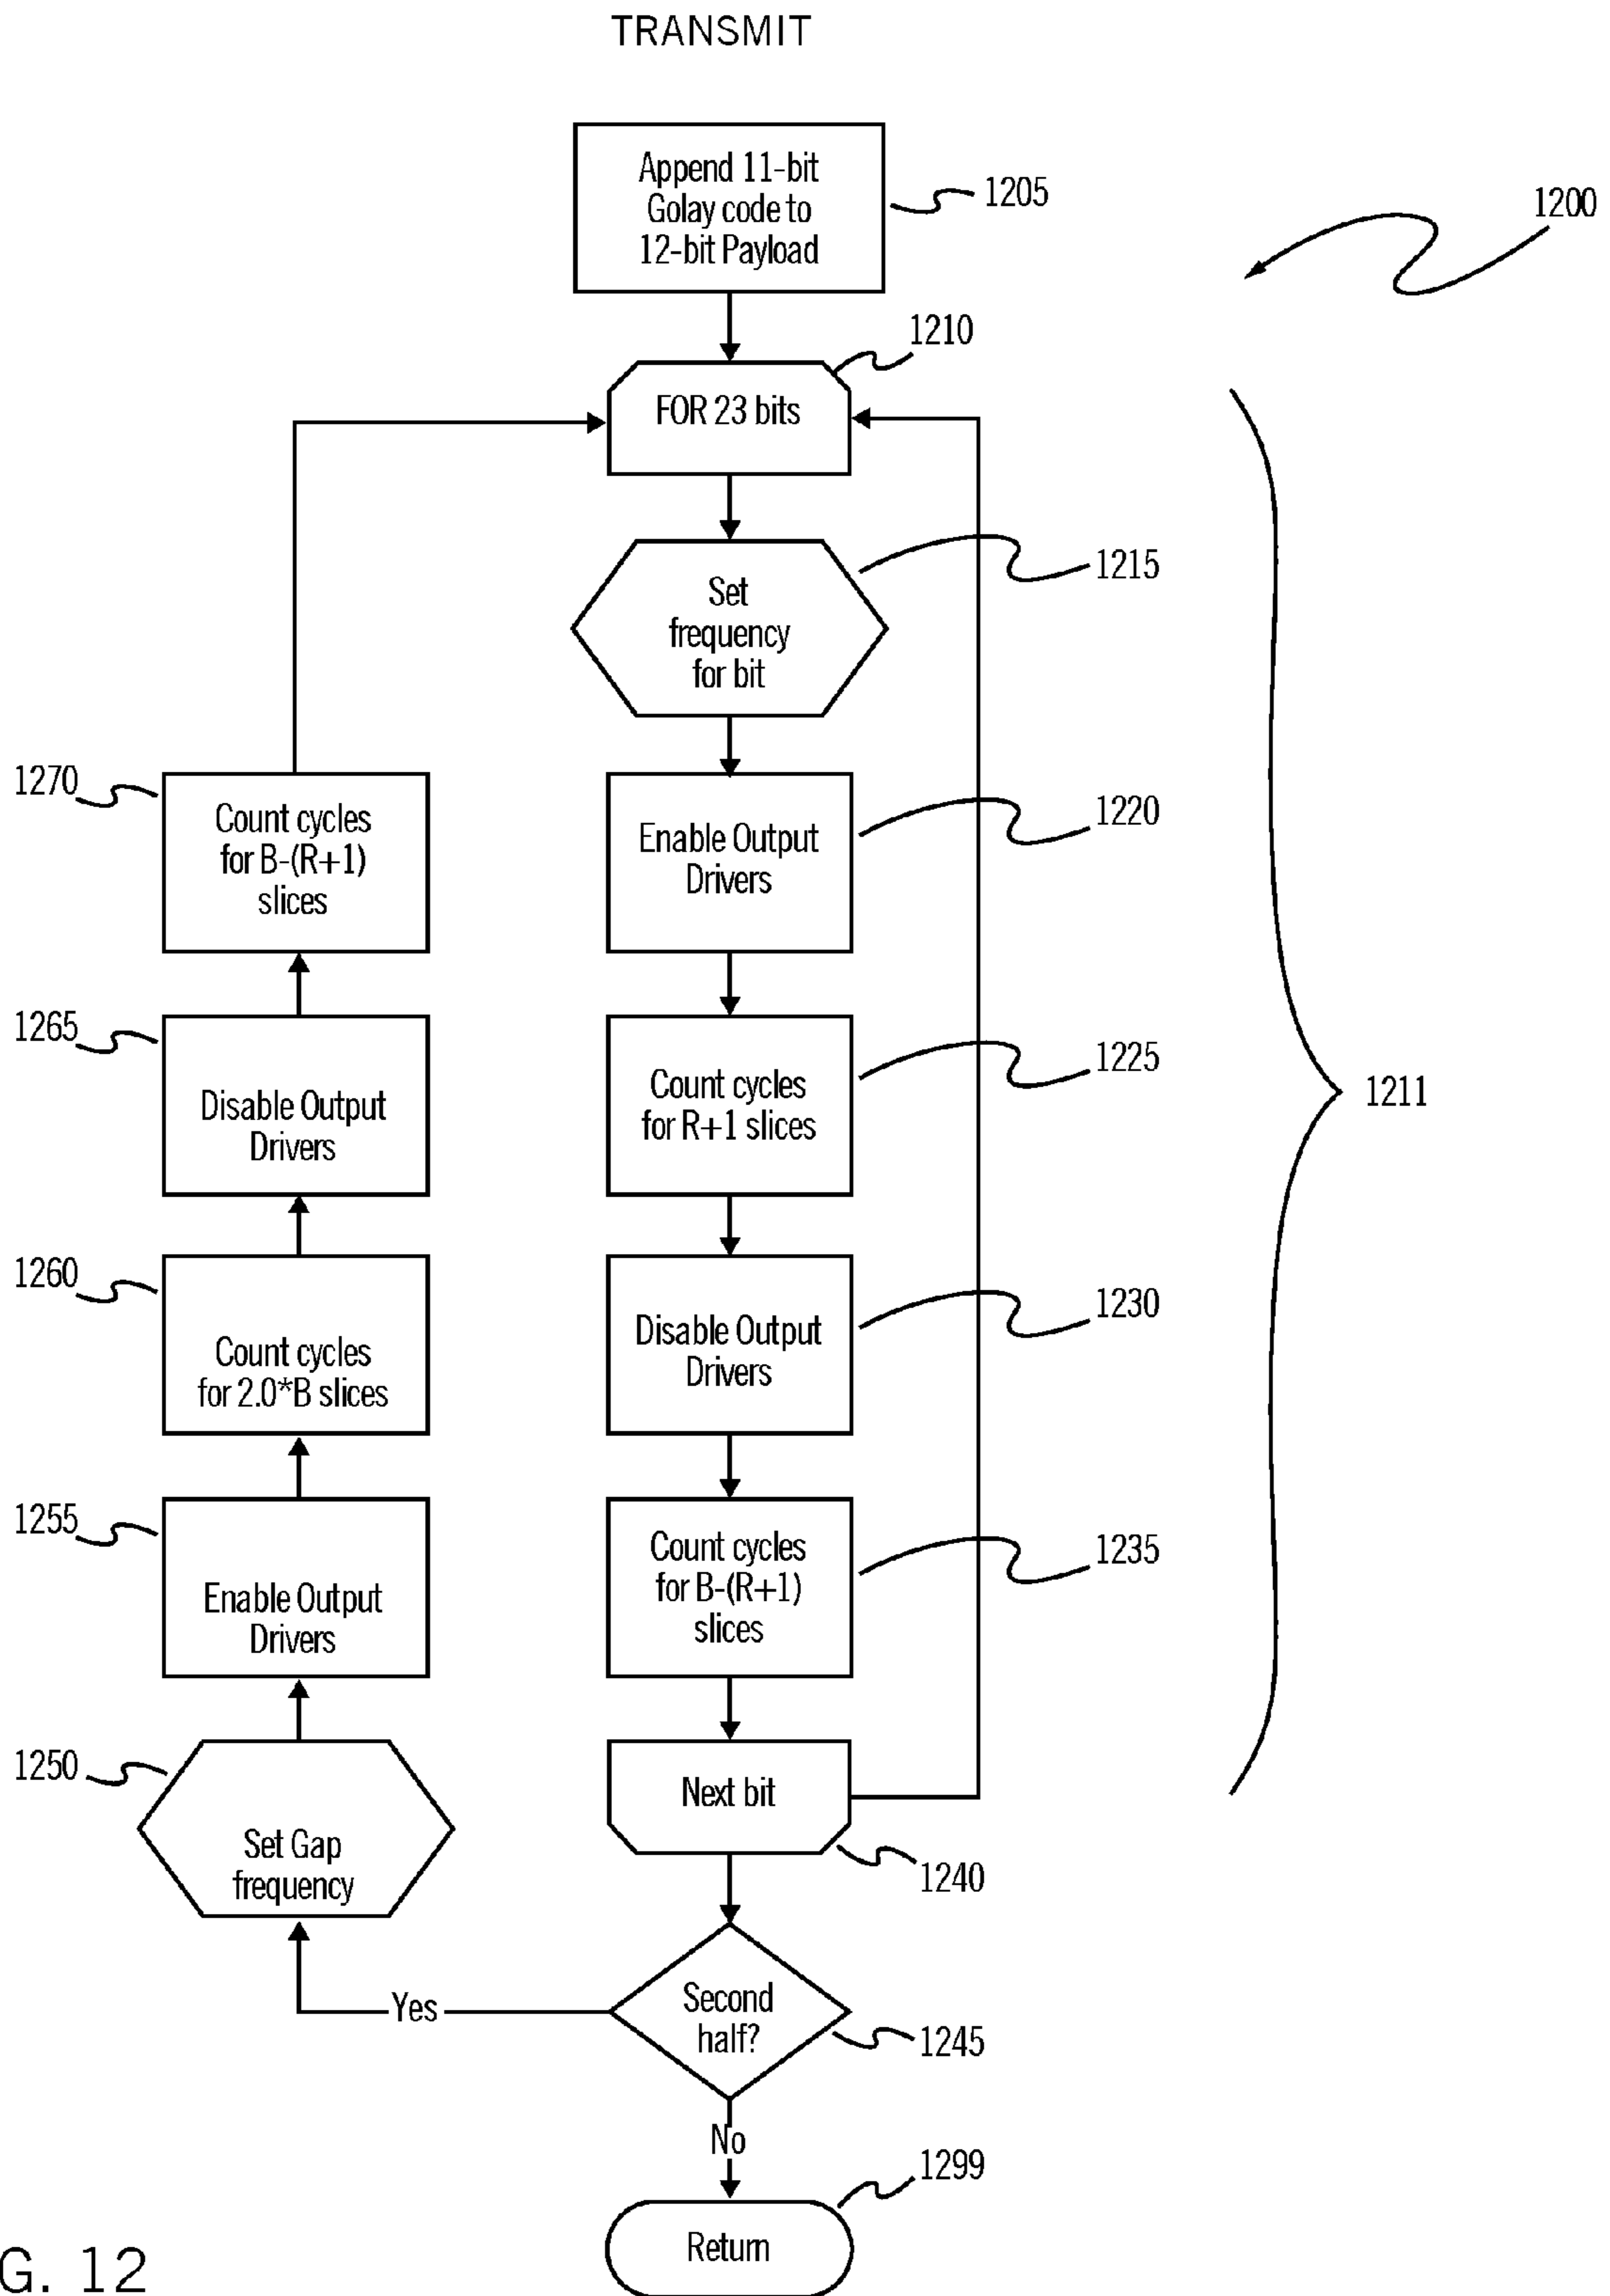 TRANSMIT
Append 11-bit
Golay code to
12-bit Payload
1205
1200
1210
FOR 23 bits
1215
Set
frequency
for bit
1270
Count cycles
for B-(R+1)
slices
1220
Enable Output
Drivers
1265
Disable Output
Drivers
1225
Count cycles
for R+1 slices
1211
1260
Count cycles
for 2.0*B slices
1230
Disable Output
Drivers
1255
Enable Output
Drivers
1235
Count cycles
for B-(R+1)
slices
1250
Set Gap
frequency
Next bit
1240
Yes
Second
half?
1245
No
1299
Return
G. 12